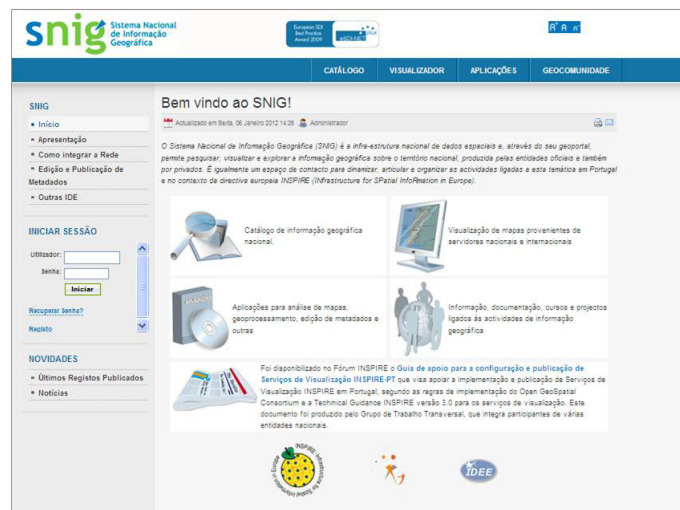 snig Sistema Nacional
de Informação
Geográfica
European SDI
Best Practice
Award 2009
eSDI-NET plus
A+ A A-
CATÁLOGO VISUALIZADOR APLICAÇÕES GEOCOMUNIDADE
SNIG
Início
Apresentação
Como integrar a Rede
Edição e Publicação de
Metadados
Outras IDE
INICIAR SESSÃO
Utilizador:
Senha:
Iniciar
Recuperar Senha?
Registo
NOVIDADES
Últimos Registos Publicados
Notícias
Bem vindo ao SNIG!
Actualizado em Sexta, 06 Janeiro 2012 14:26 Administrador
O Sistema Nacional de Informação Geográfica (SNIG) é a infra-estrutura nacional de dados espaciais e, através do seu geoportal,
permite pesquisar, visualizar e explorar a informação geográfica sobre o território nacional, produzida pelas entidades oficiais e também
por privados. É igualmente um espaço de contacto para dinamizar, articular e organizar as actividades ligadas a esta temática em Portugal
e no contexto da directiva europeia INSPIRE (INfrastructure for SPatial InfoRmation in Europe).
Catálogo de informação geográfica
nacional.
Visualização de mapas provenientes de
servidores nacionais e internacionais
Aplicações para análise de mapas,
geoprocessamento, edição de metadados e
outras
Informação, documentação, cursos e projectos
ligados às actividades de informação
geográfica
Foi disponibilizado no Fórum INSPIRE o Guia de apoio para a configuração e publicação de
Serviços de Visualização INSPIRE-PT que visa apoiar a implementação e publicação de Serviços de
Visualização INSPIRE em Portugal, segundo as regras de implementação do Open GeoSpatial
Consortium e a Techinical Guidance INSPIRE versão 3.0 para os serviços de visualização. Este
documento foi produzido pelo Grupo de Trabalho Transversal, que integra participantes de várias
entidades nacionais.
INSPIRE, Infrastructure for Spatial Information in Europe
IDEE